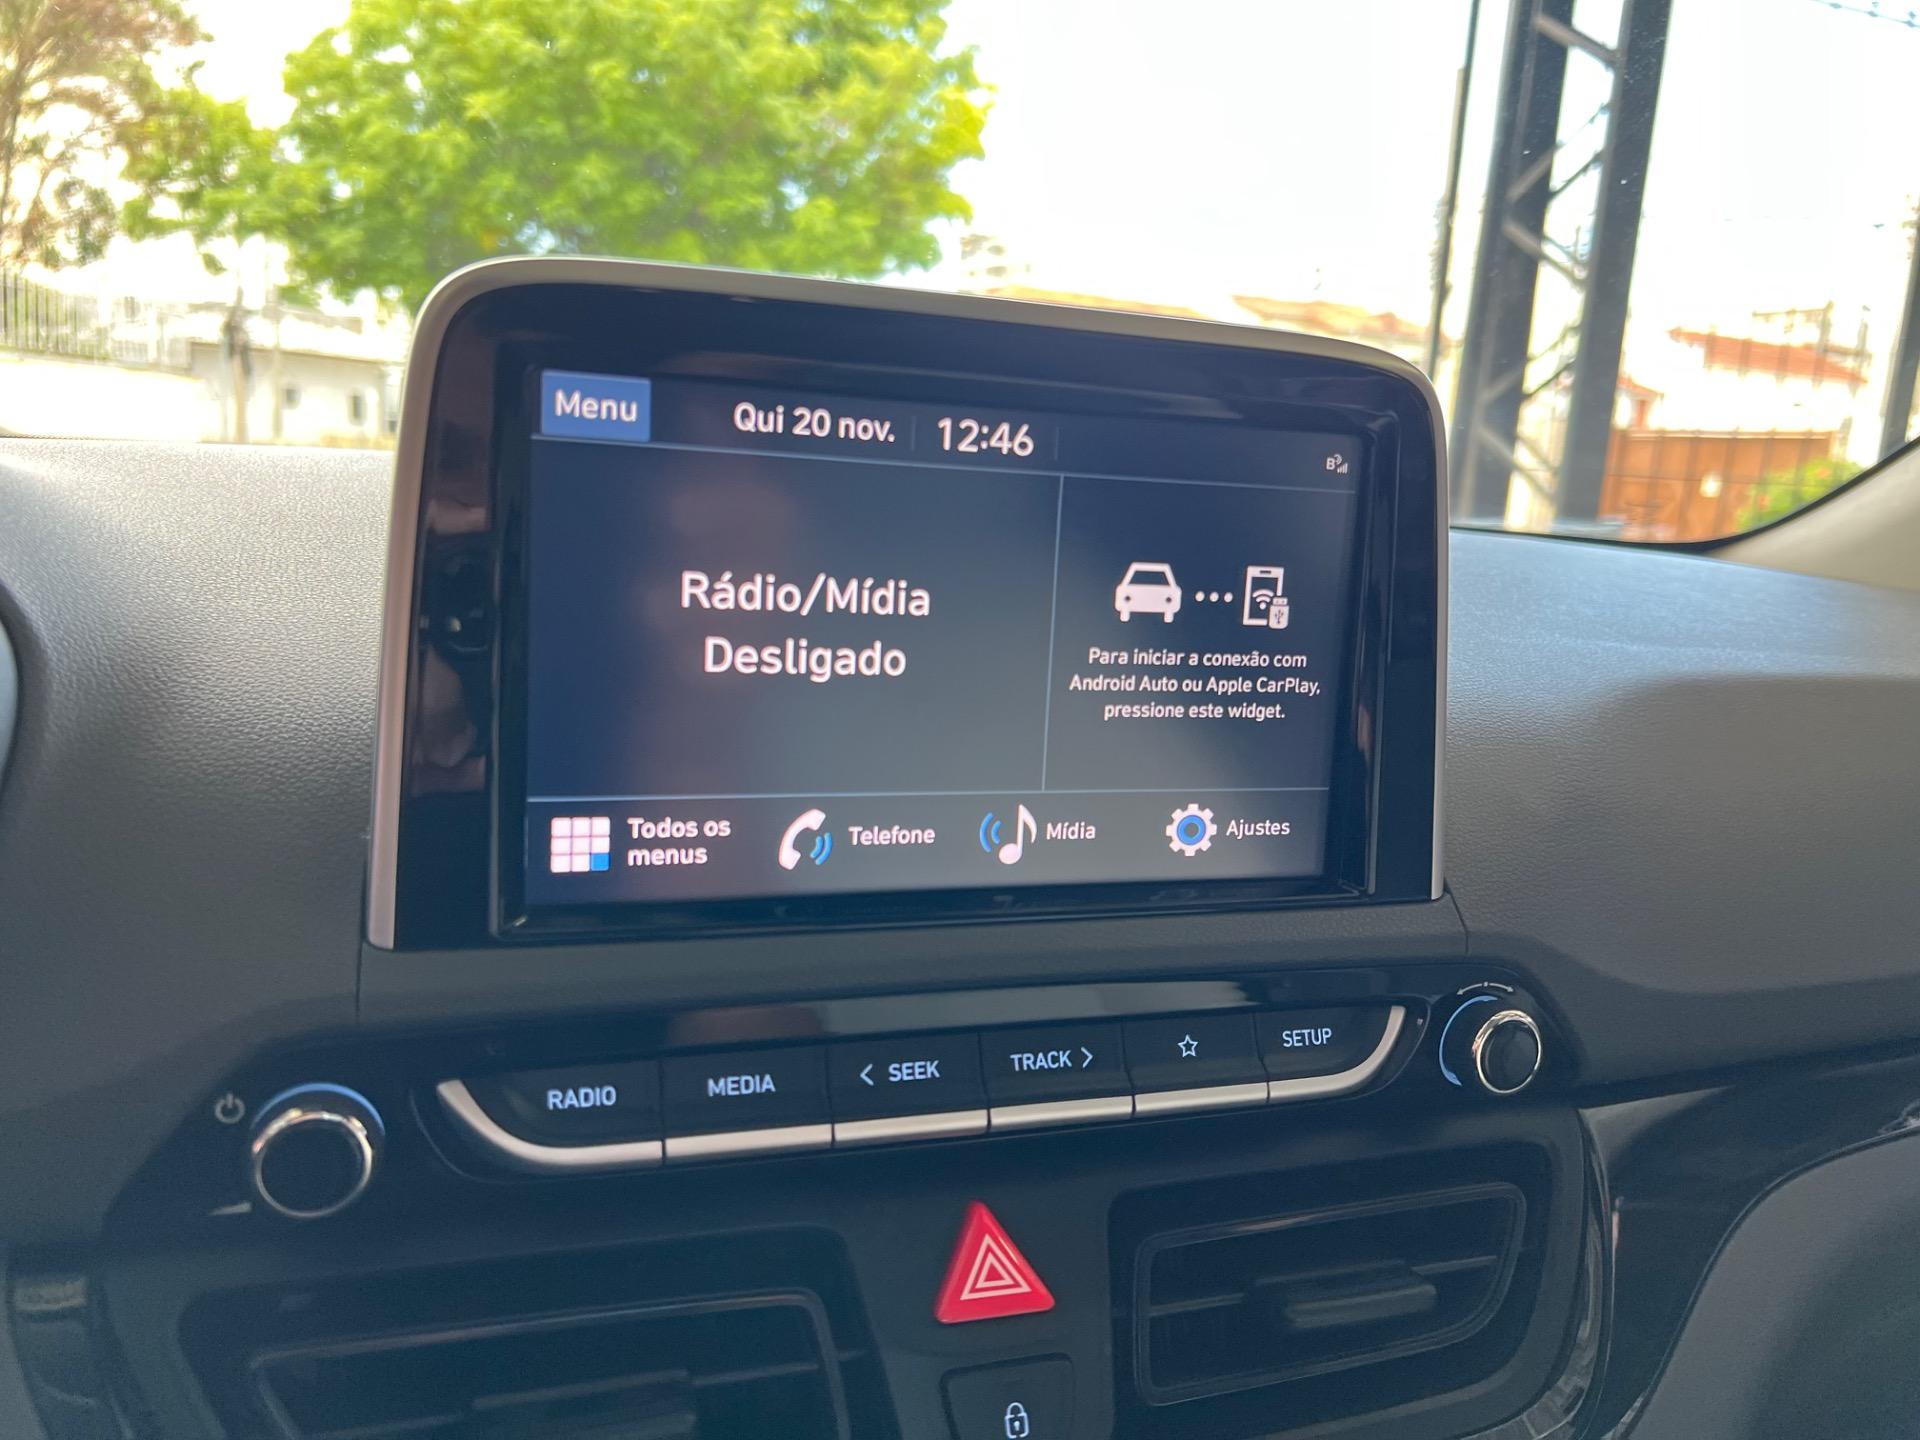 Menu
Qui 20 nov.
12:46
B
Rádio/Mídia
Desligado
Para iniciar a conexão com
Android Auto ou Apple CarPlay,
pressione este widget.
Todos os
menus
Telefone
Mídia
Ajustes
RADIO
MEDIA
< SEEK
TRACK >
SETUP